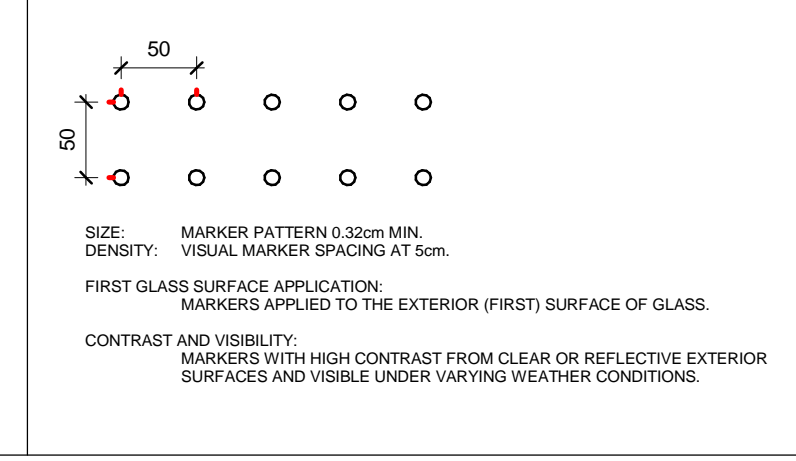 50
50
SIZE: MARKER PATTERN 0.32cm MIN.
DENSITY: VISUAL MARKER SPACING AT 5cm.
FIRST GLASS SURFACE APPLICATION:
MARKERS APPLIED TO THE EXTERIOR (FIRST) SURFACE OF GLASS.
CONTRAST AND VISIBILITY:
MARKERS WITH HIGH CONTRAST FROM CLEAR OR REFLECTIVE EXTERIOR
SURFACES AND VISIBLE UNDER VARYING WEATHER CONDITIONS.